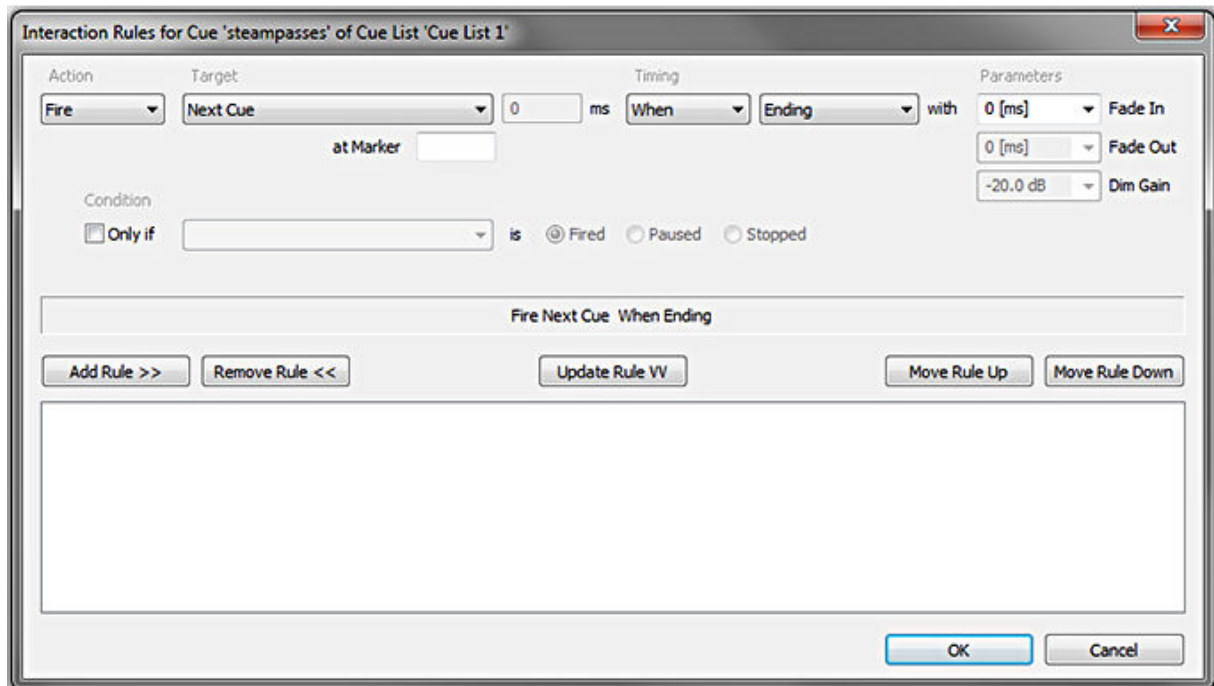 Interaction Rules for Cue 'steampasses' of Cue List 'Cue List 1'
Action Target Timing Parameters
Fire Next Cue 0 ms When Ending with 0 [ms] Fade In
at Marker 0 [ms] Fade Out
-20.0 dB Dim Gain
Condition
Only if is Fired Paused Stopped
Fire Next Cue When Ending
Add Rule >> Remove Rule << Update Rule VV Move Rule Up Move Rule Down
OK Cancel